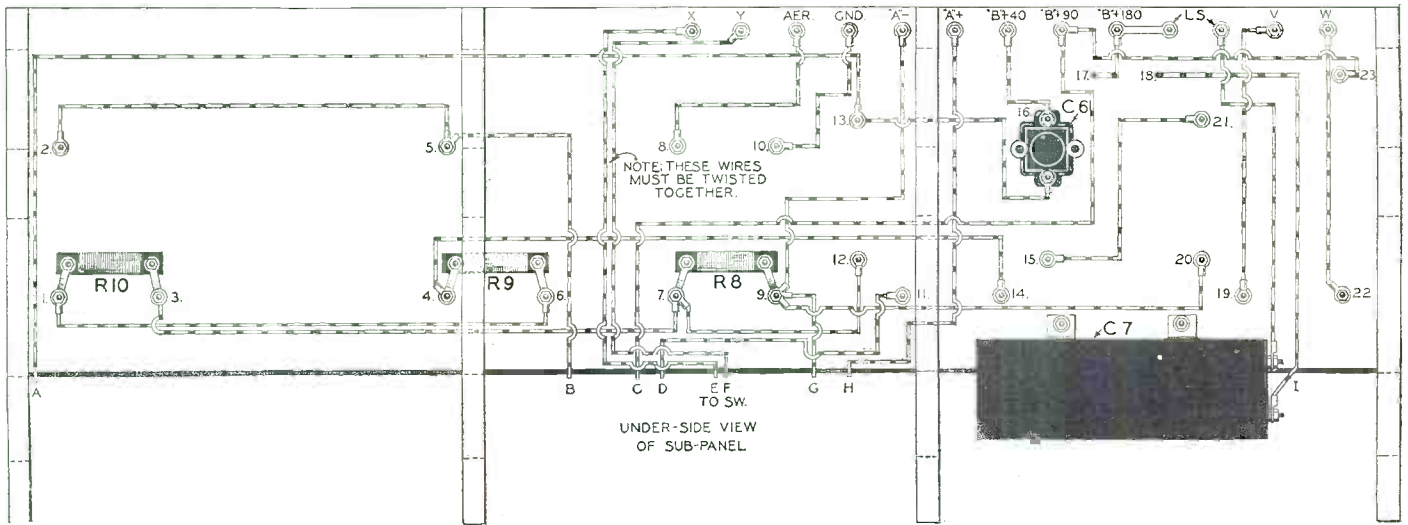 X Y AER. GND. "A"- "A"+ "B"+40 "B"+90 "B"+180 L.S. V W
17. 18. 23
16. C6
13. 21.
2. 5. 8. 10.
NOTE: THESE WIRES
MUST BE TWISTED
TOGETHER.
12. 15. 20
R10 R9 R8
1. 3. 4. 6. 7. 9. 11. 14. 19. 22
C7
A B C D E F G H I
TO SW.
UNDER-SIDE VIEW
OF SUB-PANEL